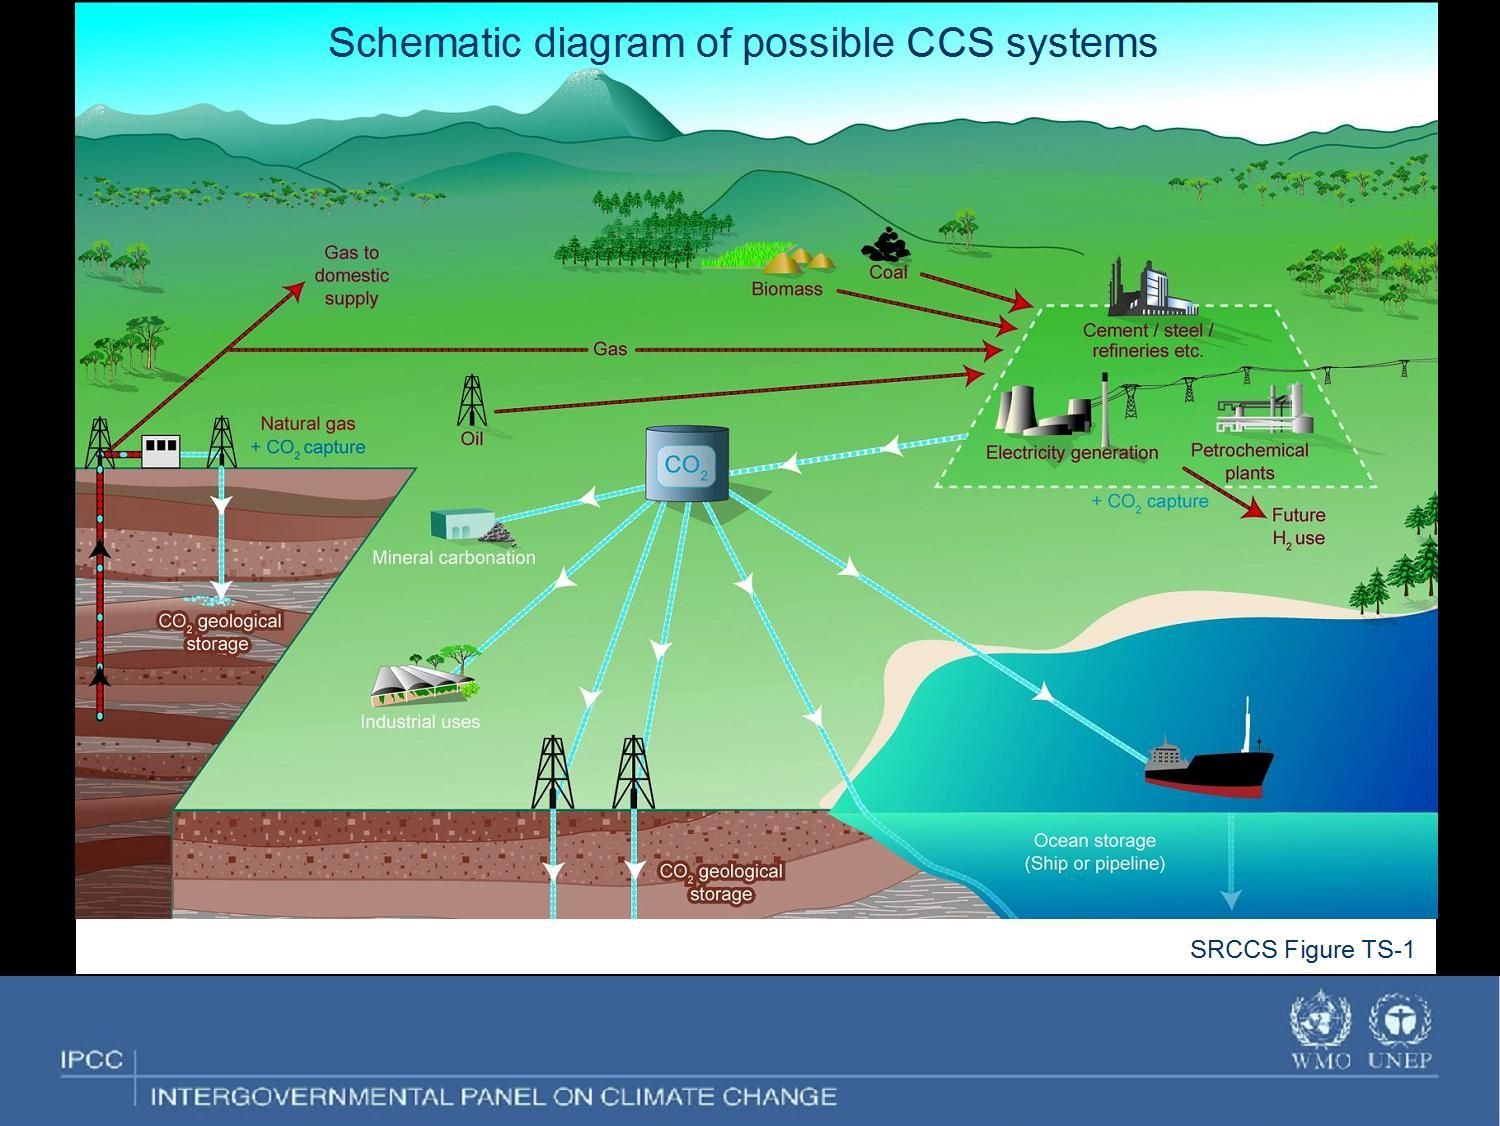 Schematic diagram of possible CCS systems
Gas to
domestic
supply
Coal
Biomass
Cement / steel /
refineries etc.
Gas
Oil
Natural gas
+ CO2 capture
CO2
Electricity generation
Petrochemical
plants
+ CO2 capture
Future
H2 use
Mineral carbonation
CO2 geological
storage
Industrial uses
Ocean storage
(Ship or pipeline)
CO2 geological
storage
SRCCS Figure TS-1
IPCC
INTERGOVERNMENTAL PANEL ON CLIMATE CHANGE
WMO
UNEP